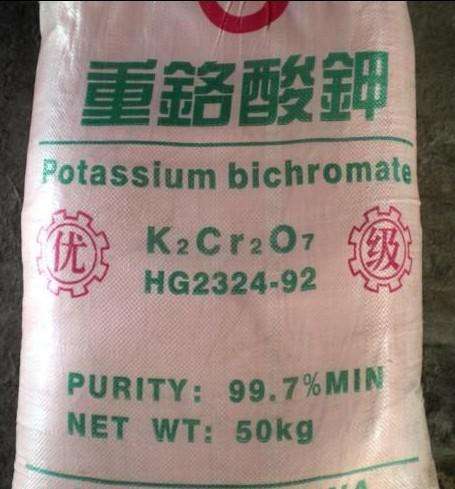 重鉻酸鉀
Potassium bichromate
优 K2Cr2O7 级
HG2324-92
PURITY: 99.7%MIN
NET WT: 50kg